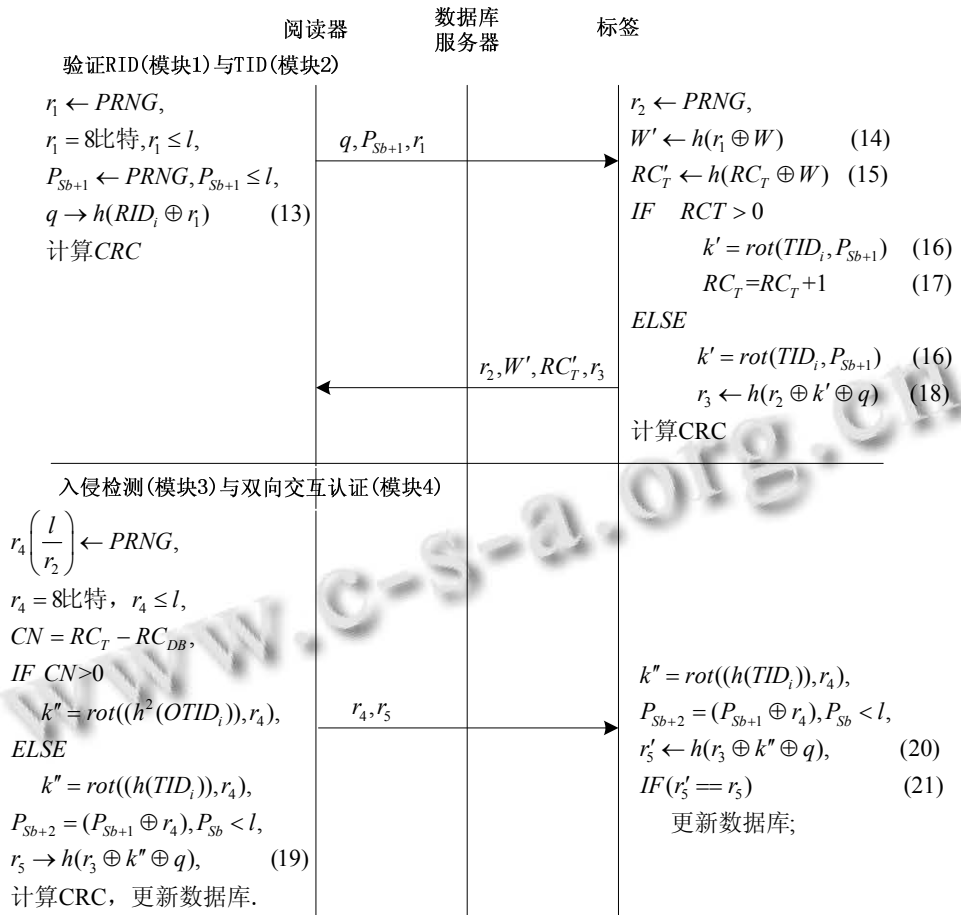 阅读器
数据库
服务器
标签
验证RID(模块1)与TID(模块2)
r₁ ← PRNG,
r₁ = 8比特,r₁ ≤ l,
P_{Sb+1} ← PRNG, P_{Sb+1} ≤ l,
q → h(RID_i ⊕ r₁) (13)
计算CRC
q, P_{Sb+1}, r₁
r₂ ← PRNG,
W′ ← h(r₁ ⊕ W) (14)
RC′_T ← h(RC_T ⊕ W) (15)
IF RCT > 0
k′ = rot(TID_i, P_{Sb+1}) (16)
RC_T=RC_T+1 (17)
ELSE
k′ = rot(TID_i, P_{Sb+1}) (16)
r₃ ← h(r₂ ⊕ k′ ⊕ q) (18)
计算CRC
r₂, W′, RC′_T, r₃
入侵检测(模块3)与双向交互认证(模块4)
r₄(l/r₂) ← PRNG,
r₄ = 8比特，r₄ ≤ l,
CN = RC_T − RC_{DB},
IF CN>0
k″ = rot((h²(OTID_i)), r₄),
ELSE
k″ = rot((h(TID_i)), r₄),
P_{Sb+2} = (P_{Sb+1} ⊕ r₄), P_{Sb} < l,
r₅ → h(r₃ ⊕ k″ ⊕ q), (19)
计算CRC，更新数据库.
r₄, r₅
k″ = rot((h(TID_i)), r₄),
P_{Sb+2} = (P_{Sb+1} ⊕ r₄), P_{Sb} < l,
r′₅ ← h(r₃ ⊕ k″ ⊕ q), (20)
IF(r′₅ == r₅) (21)
更新数据库;
www.c-s-a.org.cn